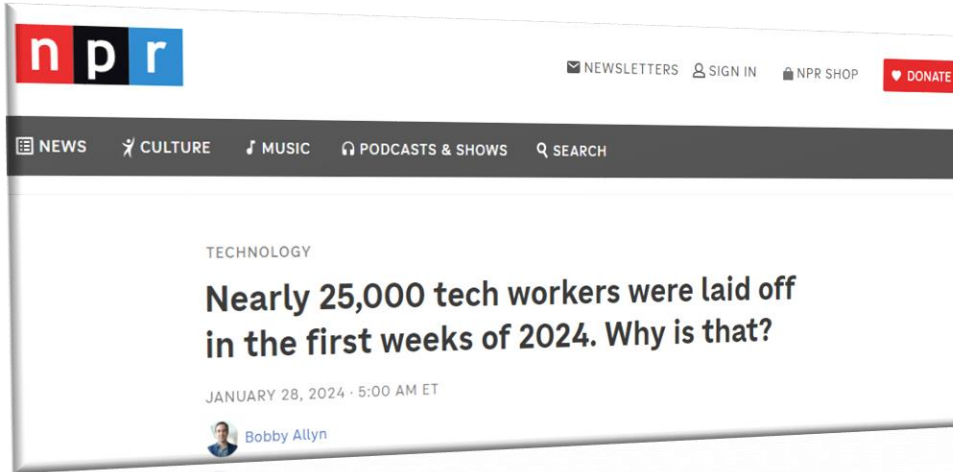 npr
NEWSLETTERS SIGN IN NPR SHOP DONATE
NEWS CULTURE MUSIC PODCASTS & SHOWS SEARCH
TECHNOLOGY
Nearly 25,000 tech workers were laid off
in the first weeks of 2024. Why is that?
JANUARY 28, 2024 · 5:00 AM ET
Bobby Allyn